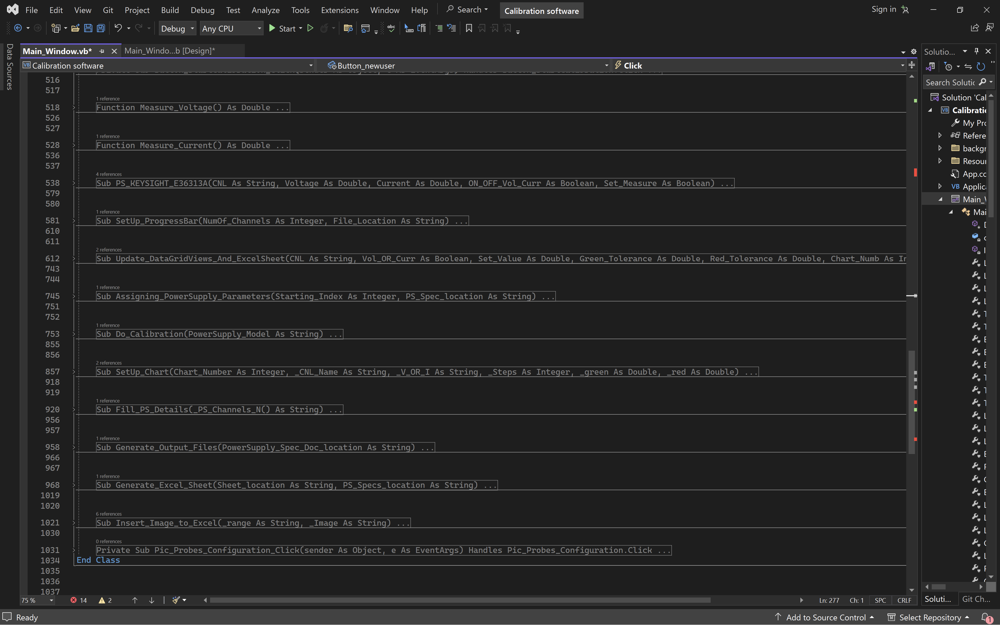 File Edit View Git Project Build Debug Test Analyze Tools Extensions Window Help Search Calibration software Sign in
Debug Any CPU Start
Data Sources
Main_Window.vb* Main_Windo...b [Design]*
Calibration software Button_newuser Click
516
517
1 reference
518 Function Measure_Voltage() As Double ...
526
527
1 reference
528 Function Measure_Current() As Double ...
536
537
4 references
538 Sub PS_KEYSIGHT_E36313A(CNL As String, Voltage As Double, Current As Double, ON_OFF_Vol_Curr As Boolean, Set_Measure As Boolean) ...
579
580
1 reference
581 Sub SetUp_ProgressBar(NumOf_Channels As Integer, File_Location As String) ...
610
611
2 references
612 Sub Update_DataGridViews_And_ExcelSheet(CNL As String, Vol_OR_Curr As Boolean, Set_Value As Double, Green_Tolerance As Double, Red_Tolerance As Double, Chart_Numb As In
743
744
1 reference
745 Sub Assigning_PowerSupply_Parameters(Starting_Index As Integer, PS_Spec_location As String) ...
751
752
1 reference
753 Sub Do_Calibration(PowerSupply_Model As String) ...
855
856
2 references
857 Sub SetUp_Chart(Chart_Number As Integer, _CNL_Name As String, _V_OR_I As String, _Steps As Integer, _green As Double, _red As Double) ...
918
919
1 reference
920 Sub Fill_PS_Details(_PS_Channels_N() As String) ...
956
957
1 reference
958 Sub Generate_Output_Files(PowerSupply_Spec_Doc_location As String) ...
966
967
1 reference
968 Sub Generate_Excel_Sheet(Sheet_location As String, PS_Specs_location As String) ...
1019
1020
6 references
1021 Sub Insert_Image_to_Excel(_range As String, _Image As String) ...
1030
0 references
1031 Private Sub Pic_Probes_Configuration_Click(sender As Object, e As EventArgs) Handles Pic_Probes_Configuration.Click ...
1034 End Class
1035
1036
1037
75 % 14 2 Ln: 277 Ch: 1 SPC CRLF
Solutio...
Search Solutic
Solution 'Cal
Calibratic
My Pro
Refere
backgr
Resour
App.cc
Applica
Main_W
Mai
Soluti... Git Ch...
Ready Add to Source Control Select Repository 1